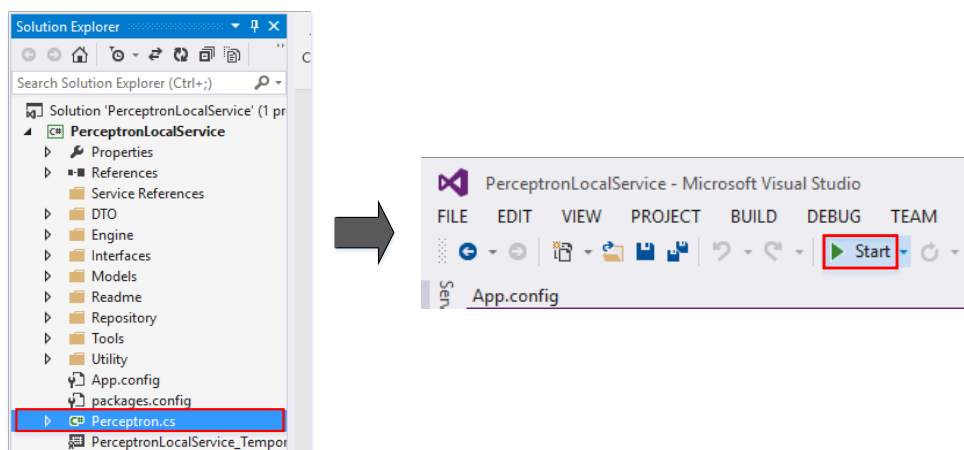 Solution Explorer
Search Solution Explorer (Ctrl+;)
Solution 'PerceptronLocalService' (1 pr
C# PerceptronLocalService
Properties
References
Service References
DTO
Engine
Interfaces
Models
Readme
Repository
Tools
Utility
App.config
packages.config
C# Perceptron.cs
PerceptronLocalService_Tempor
PerceptronLocalService - Microsoft Visual Studio
FILE EDIT VIEW PROJECT BUILD DEBUG TEAM
Start
Serv
App.config